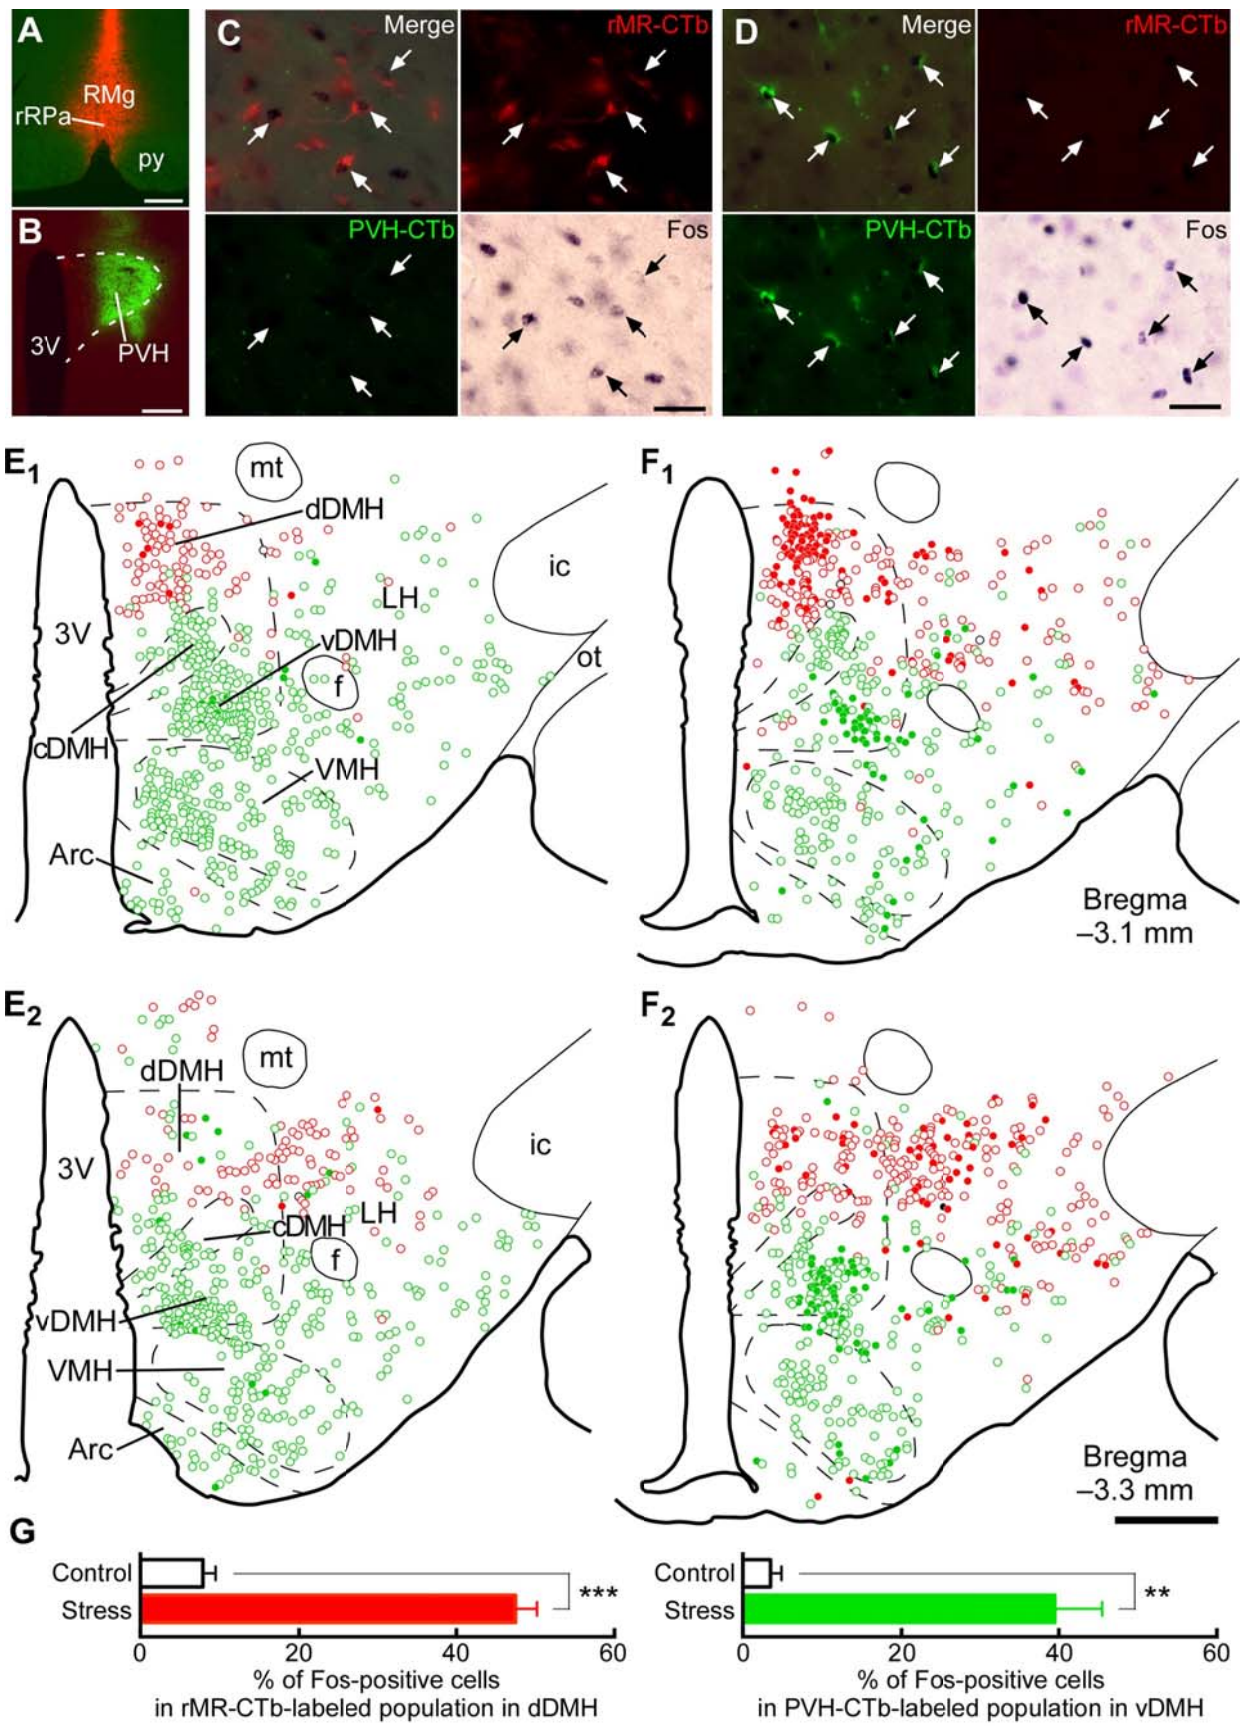 A
RMg
rRPa
py
B
3V
PVH
C
Merge
rMR-CTb
PVH-CTb
Fos
D
Merge
rMR-CTb
PVH-CTb
Fos
E1
mt
dDMH
ic
LH
3V
vDMH
ot
f
cDMH
VMH
Arc
F1
Bregma
–3.1 mm
E2
mt
dDMH
3V
ic
LH
cDMH
f
vDMH
VMH
Arc
F2
Bregma
–3.3 mm
G
Control
***
Stress
0 20 40 60
% of Fos-positive cells
in rMR-CTb-labeled population in dDMH
Control
**
Stress
0 20 40 60
% of Fos-positive cells
in PVH-CTb-labeled population in vDMH